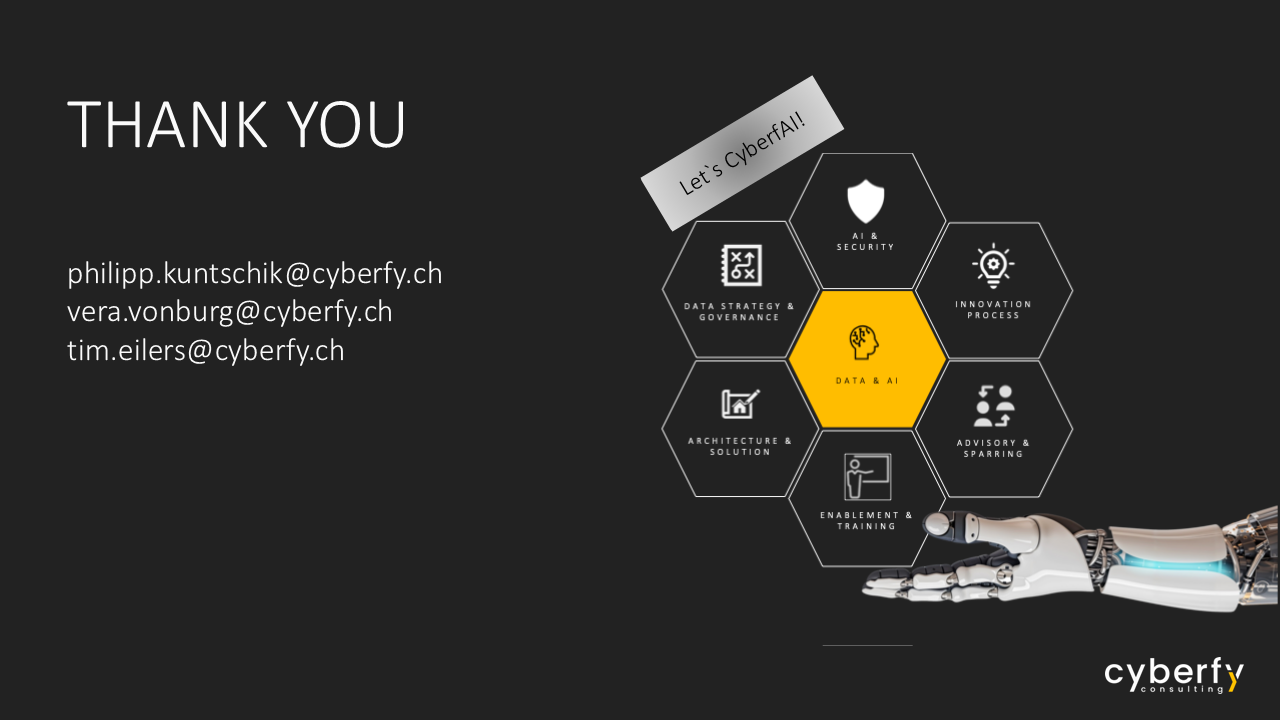 THANK YOU
philipp.kuntschik@cyberfy.ch
vera.vonburg@cyberfy.ch
tim.eilers@cyberfy.ch
Let`s CyberfAI!
AI &
SECURITY
DATA STRATEGY &
GOVERNANCE
INNOVATION
PROCESS
DATA & AI
ARCHITECTURE &
SOLUTION
ADVISORY &
SPARRING
ENABLEMENT &
TRAINING
cyberfy
consulting